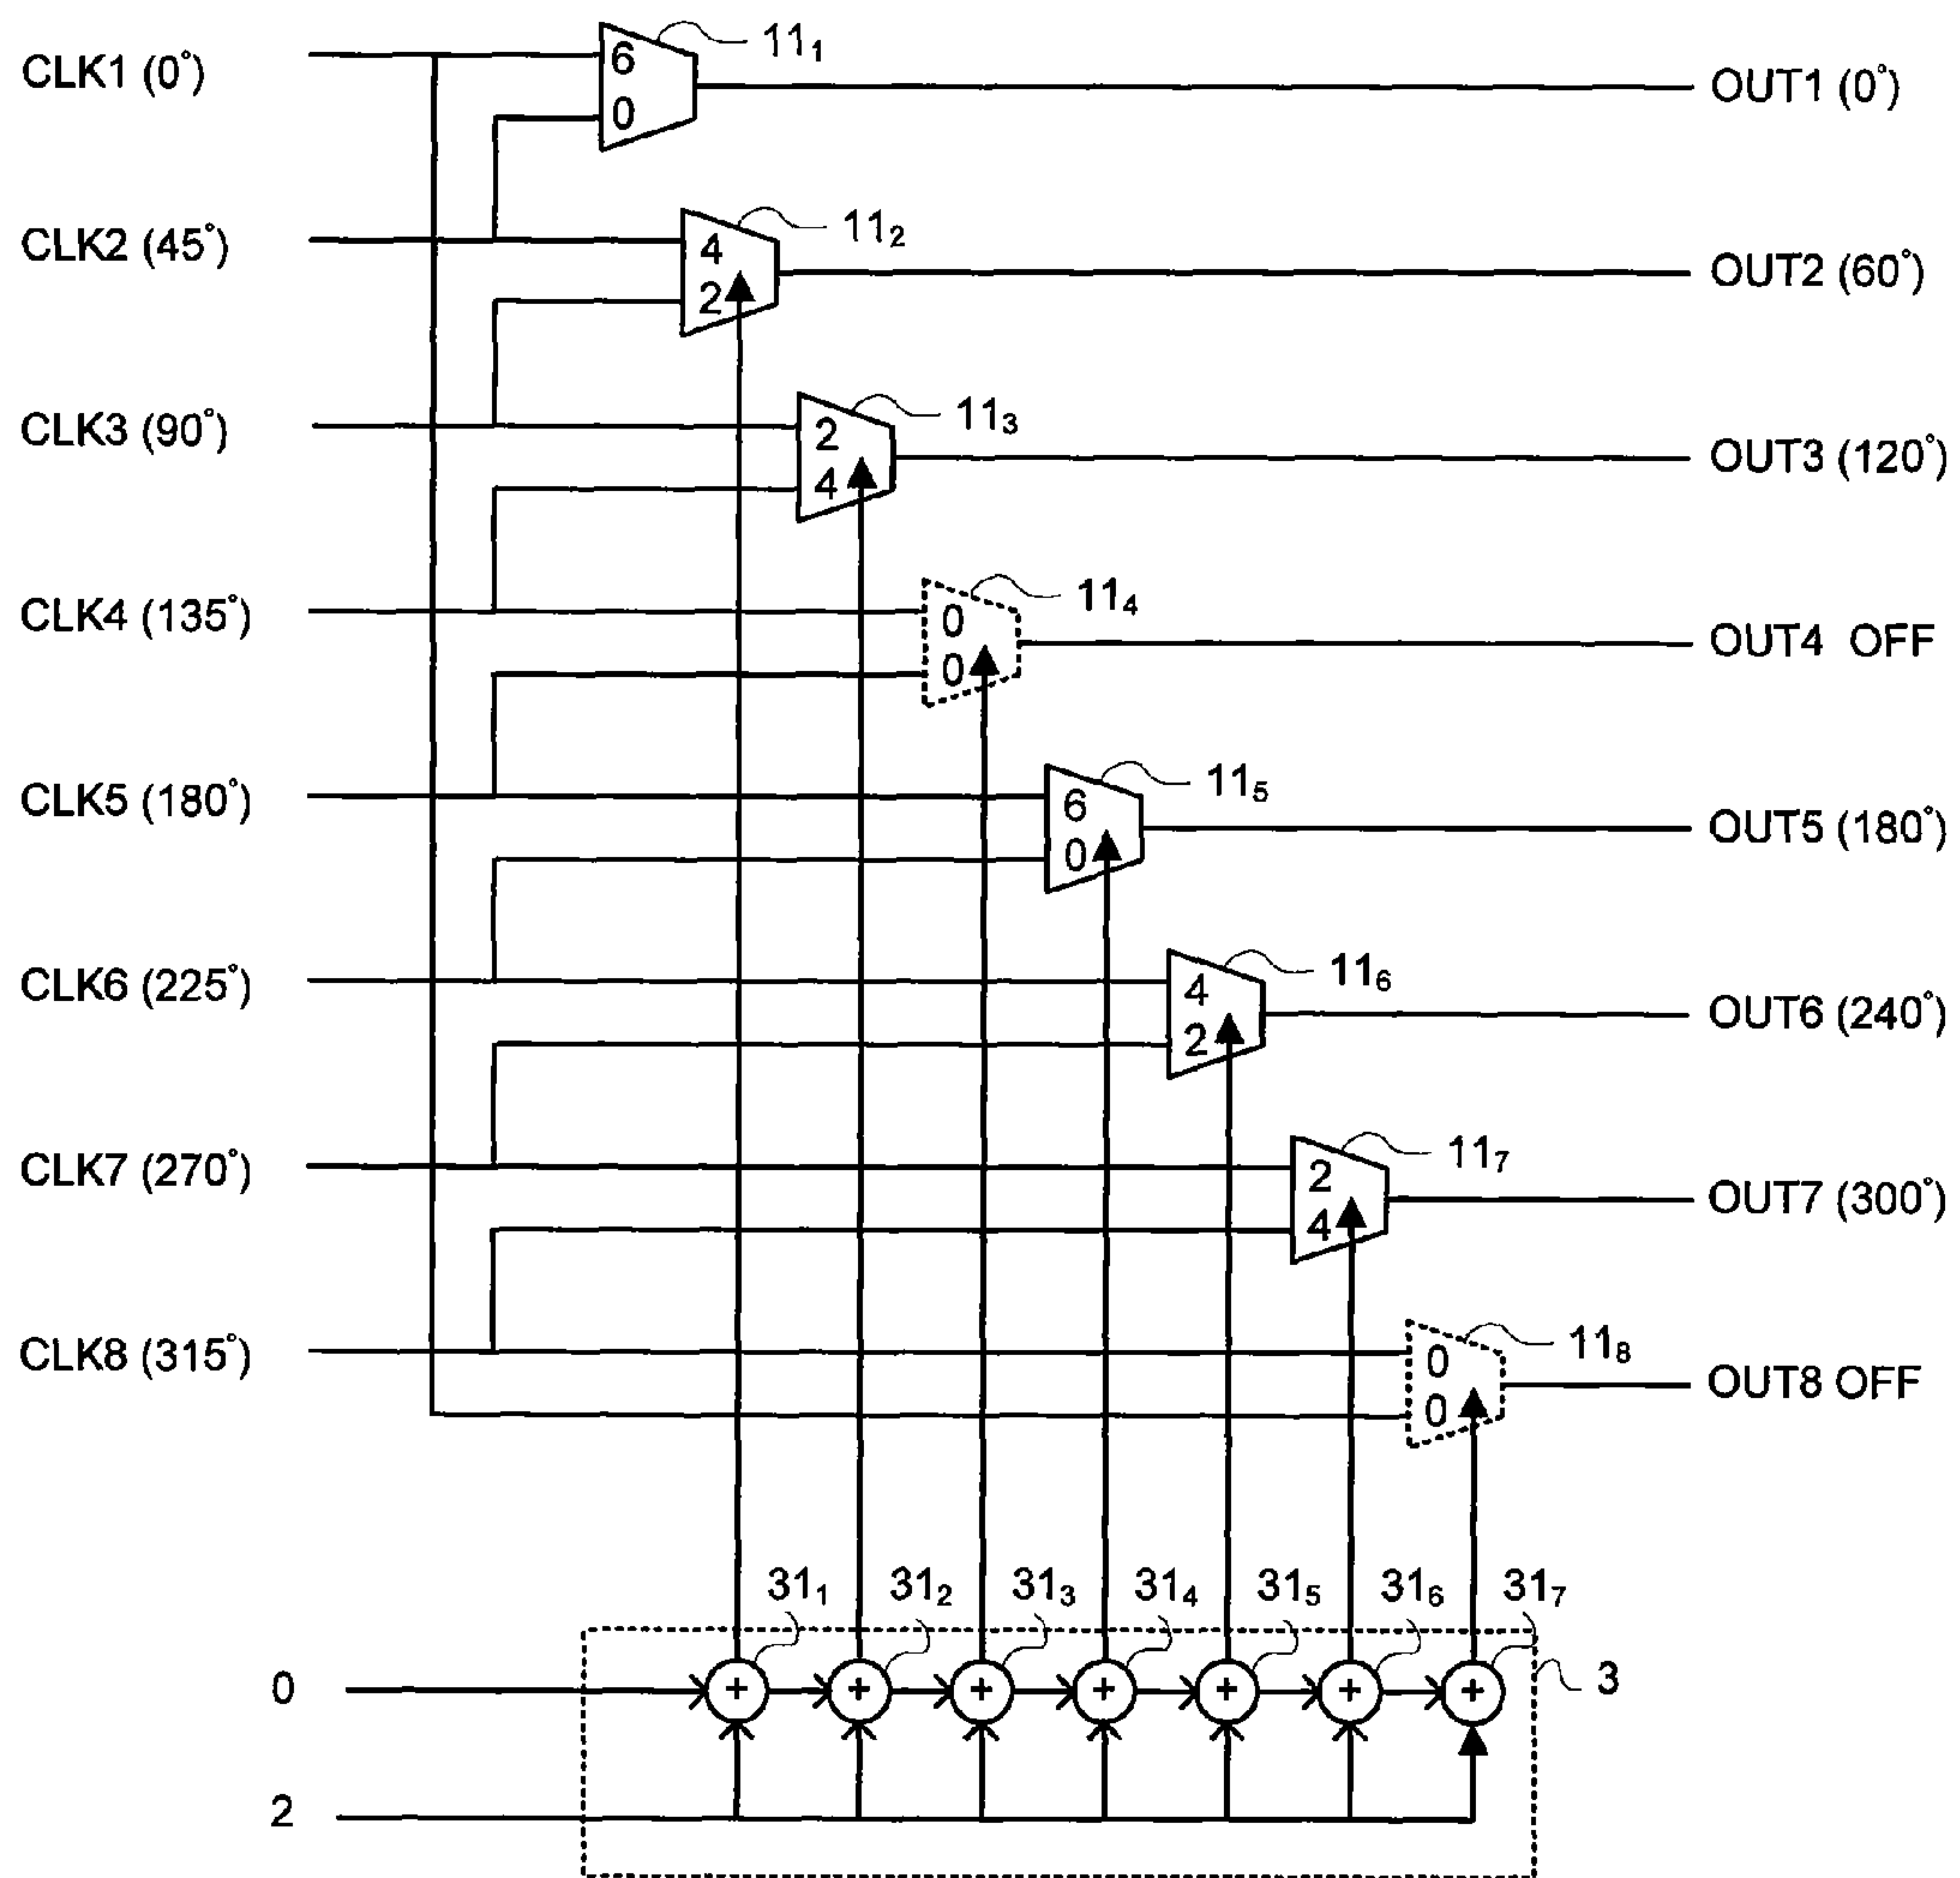 CLK1 (0°)
6
0
11₁
OUT1 (0°)
CLK2 (45°)
4
2
11₂
OUT2 (60°)
CLK3 (90°)
2
4
11₃
OUT3 (120°)
CLK4 (135°)
0
0
11₄
OUT4 OFF
CLK5 (180°)
6
0
11₅
OUT5 (180°)
CLK6 (225°)
4
2
11₆
OUT6 (240°)
CLK7 (270°)
2
4
11₇
OUT7 (300°)
CLK8 (315°)
0
0
11₈
OUT8 OFF
31₁ 31₂ 31₃ 31₄ 31₅ 31₆ 31₇
0 + + + + + + + 3
2